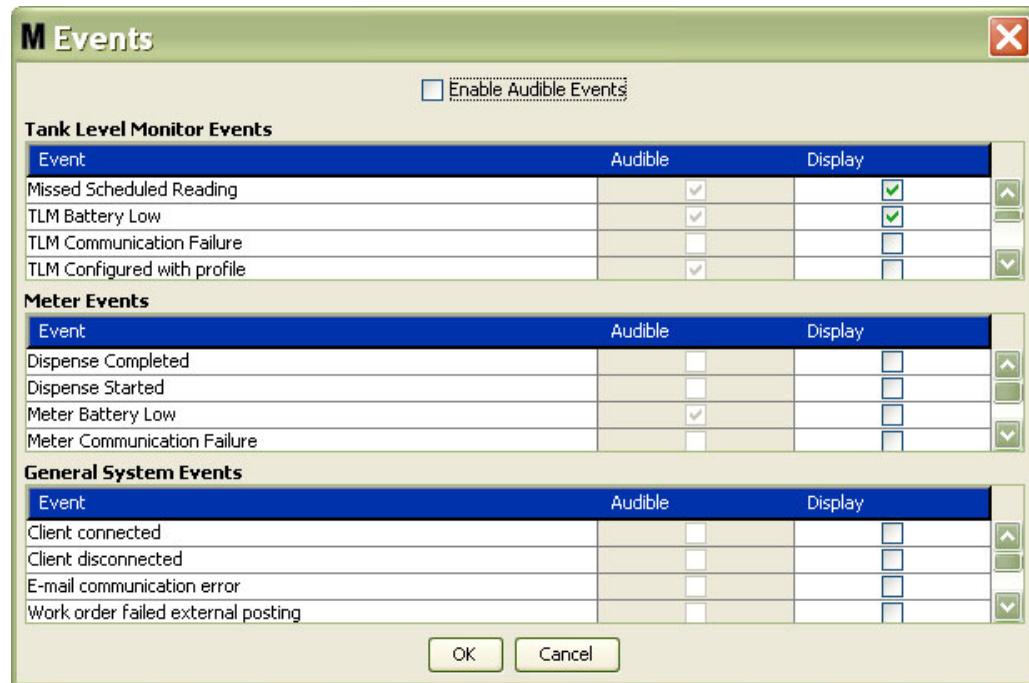 M Events
Enable Audible Events
Tank Level Monitor Events
Event Audible Display
Missed Scheduled Reading
TLM Battery Low
TLM Communication Failure
TLM Configured with profile
Meter Events
Event Audible Display
Dispense Completed
Dispense Started
Meter Battery Low
Meter Communication Failure
General System Events
Event Audible Display
Client connected
Client disconnected
E-mail communication error
Work order failed external posting
OK Cancel